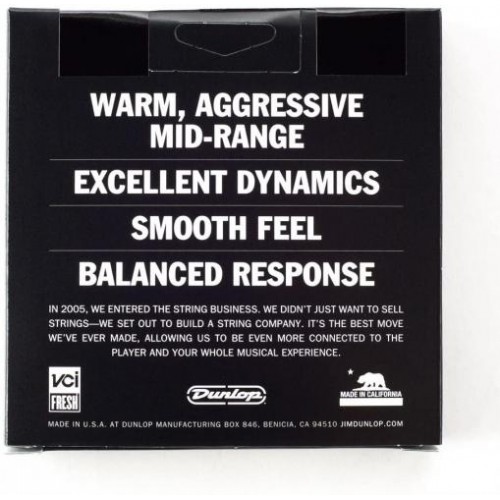 WARM, AGGRESSIVE
MID-RANGE
EXCELLENT DYNAMICS
SMOOTH FEEL
BALANCED RESPONSE
IN 2005, WE ENTERED THE STRING BUSINESS. WE DIDN'T JUST WANT TO SELL
STRINGS—WE SET OUT TO BUILD A STRING COMPANY. IT'S THE BEST MOVE
WE'VE EVER MADE, ALLOWING US TO BE EVEN MORE CONNECTED TO THE
PLAYER AND YOUR WHOLE MUSICAL EXPERIENCE.
vci
FRESH
Dunlop
MADE IN CALIFORNIA
MADE IN U.S.A. AT DUNLOP MANUFACTURING BOX 846, BENICIA, CA 94510 JIMDUNLOP.COM